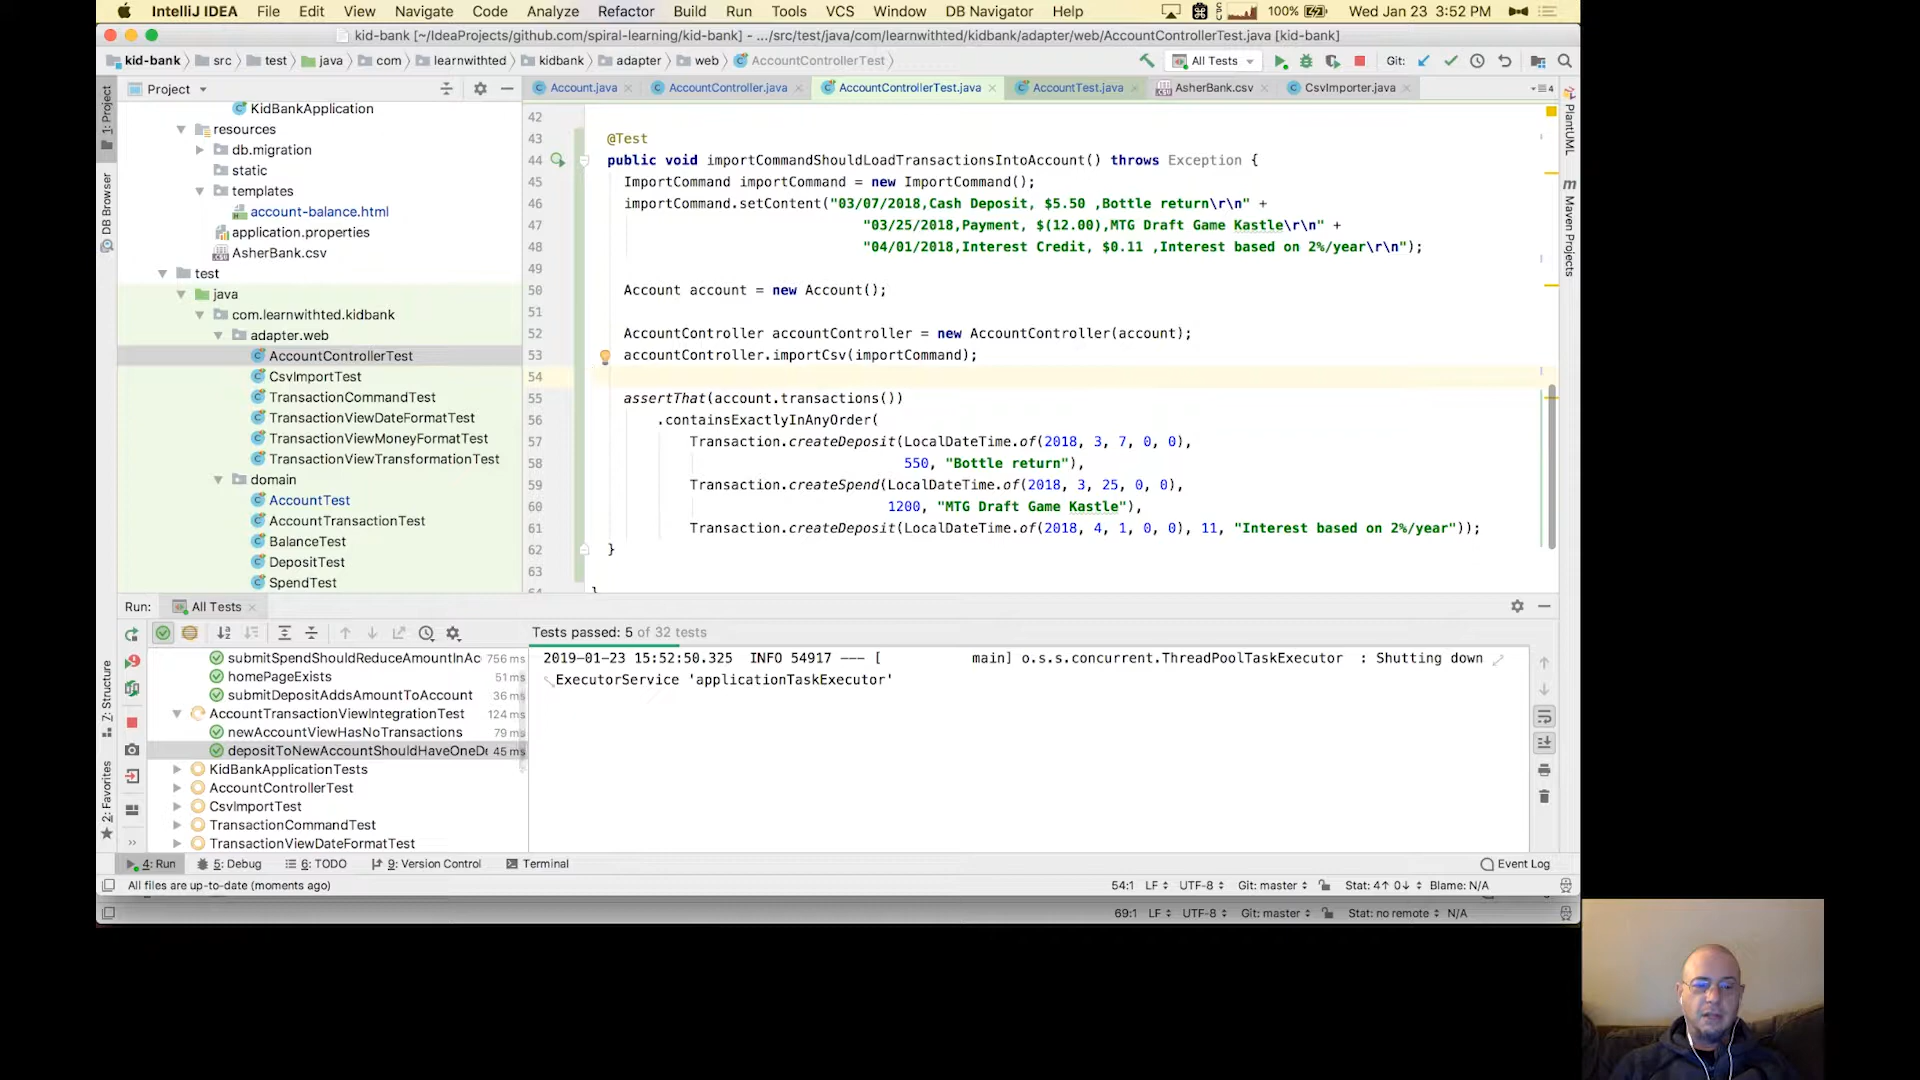 IntelliJ IDEA File Edit View Navigate Code Analyze Refactor Build Run Tools VCS Window DB Navigator Help 100% Wed Jan 23 3:52 PM
kid-bank [~/IdeaProjects/github.com/spiral-learning/kid-bank] - .../src/test/java/com/learnwithted/kidbank/adapter/web/AccountControllerTest.java [kid-bank]
kid-bank src test java com learnwithted kidbank adapter web AccountControllerTest All Tests Git:
Project
Account.java AccountController.java AccountControllerTest.java AccountTest.java AsherBank.csv CsvImporter.java
1: Project
DB Browser
Z: Structure
2: Favorites
KidBankApplication
resources
db.migration
static
templates
account-balance.html
application.properties
AsherBank.csv
test
java
com.learnwithted.kidbank
adapter.web
AccountControllerTest
CsvImportTest
TransactionCommandTest
TransactionViewDateFormatTest
TransactionViewMoneyFormatTest
TransactionViewTransformationTest
domain
AccountTest
AccountTransactionTest
BalanceTest
DepositTest
SpendTest
42
43 @Test
44 public void importCommandShouldLoadTransactionsIntoAccount() throws Exception {
45 ImportCommand importCommand = new ImportCommand();
46 importCommand.setContent("03/07/2018,Cash Deposit, $5.50 ,Bottle return\r\n" +
47 "03/25/2018,Payment, $(12.00),MTG Draft Game Kastle\r\n" +
48 "04/01/2018,Interest Credit, $0.11 ,Interest based on 2%/year\r\n");
49
50 Account account = new Account();
51
52 AccountController accountController = new AccountController(account);
53 accountController.importCsv(importCommand);
54
55 assertThat(account.transactions())
56 .containsExactlyInAnyOrder(
57 Transaction.createDeposit(LocalDateTime.of(2018, 3, 7, 0, 0),
58 550, "Bottle return"),
59 Transaction.createSpend(LocalDateTime.of(2018, 3, 25, 0, 0),
60 1200, "MTG Draft Game Kastle"),
61 Transaction.createDeposit(LocalDateTime.of(2018, 4, 1, 0, 0), 11, "Interest based on 2%/year"));
62 }
63
PlantUML
Maven Projects
Run: All Tests
Tests passed: 5 of 32 tests
submitSpendShouldReduceAmountInAc 756 ms
homePageExists 51 ms
submitDepositAddsAmountToAccount 36 ms
AccountTransactionViewIntegrationTest 124 ms
newAccountViewHasNoTransactions 79 ms
depositToNewAccountShouldHaveOneDe 45 ms
KidBankApplicationTests
AccountControllerTest
CsvImportTest
TransactionCommandTest
TransactionViewDateFormatTest
2019-01-23 15:52:50.325 INFO 54917 --- [ main] o.s.s.concurrent.ThreadPoolTaskExecutor : Shutting down
ExecutorService 'applicationTaskExecutor'
4: Run 5: Debug 6: TODO 9: Version Control Terminal Event Log
All files are up-to-date (moments ago) 54:1 LF UTF-8 Git: master Stat: 4↑ 0↓ Blame: N/A
69:1 LF UTF-8 Git: master Stat: no remote N/A